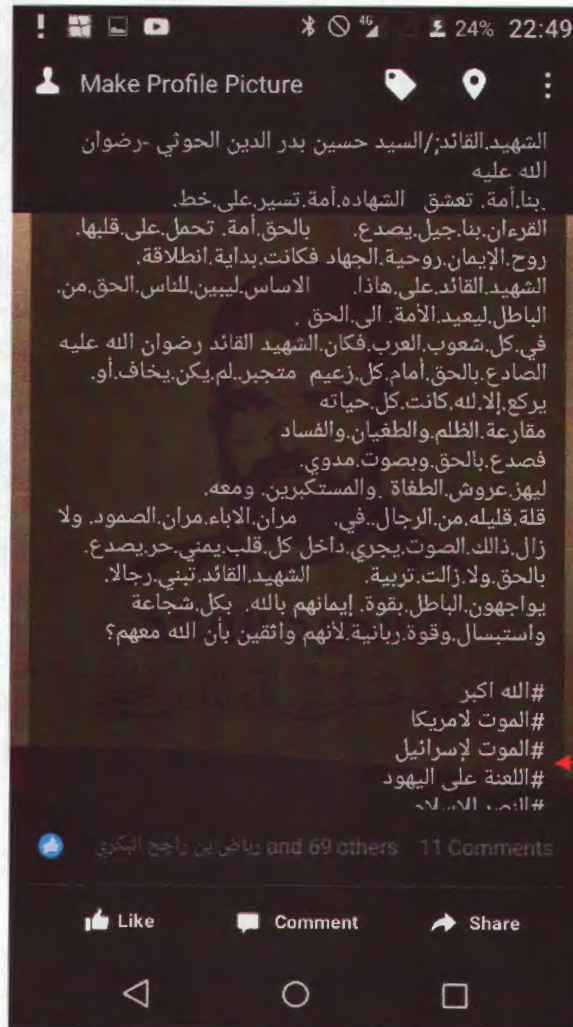 24% 22:49
Make Profile Picture
الشهيد.القائد:/السيد حسين بدر الدين الحوثي -رضوان
الله عليه
.بنا.أمة. تعشق الشهاده.أمة.تسير.على.خط.
القرءان.بنا.جيل.يصدع. بالحق.أمة. تحمل.على.قلبها.
روح.الإيمان.روحية.الجهاد فكانت.بداية.انطلاقة.
الشهيد.القائد.على.هاذا. الاساس.ليبين.للناس.الحق.من.
الباطل.ليعيد.الأمة. الى.الحق .
في.كل.شعوب.العرب.فكان.الشهيد القائد رضوان الله عليه
الصادع.بالحق.أمام.كل.زعيم متجبر..لم.يكن.يخاف.أو.
يركع.إلا.لله.كانت.كل.حياته
مقارعة.الظلم.والطغيان.والفساد
فصدع.بالحق.وبصوت.مدوي.
ليهز.عروش.الطغاة .والمستكبرين. ومعه.
قلة.قليله.من.الرجال..في. مران.الاباء.مران.الصمود. ولا
زال.ذالك.الصوت.يجري.داخل كل.قلب.يمني.حر.يصدع.
بالحق.ولا.زالت.تربية. الشهيد.القائد.تبني.رجالا.
يواجهون.الباطل.بقوة. إيمانهم بالله. بكل.شجاعة
واستبسال.وقوة.ربانية.لأنهم واثقين بأن الله معهم؟
#الله اكبر
#الموت لامريكا
#الموت لإسرائيل
#اللعنة على اليهود
#النصر للاسلام
رياض بن راجح البكري and 69 others 11 Comments
Like Comment Share